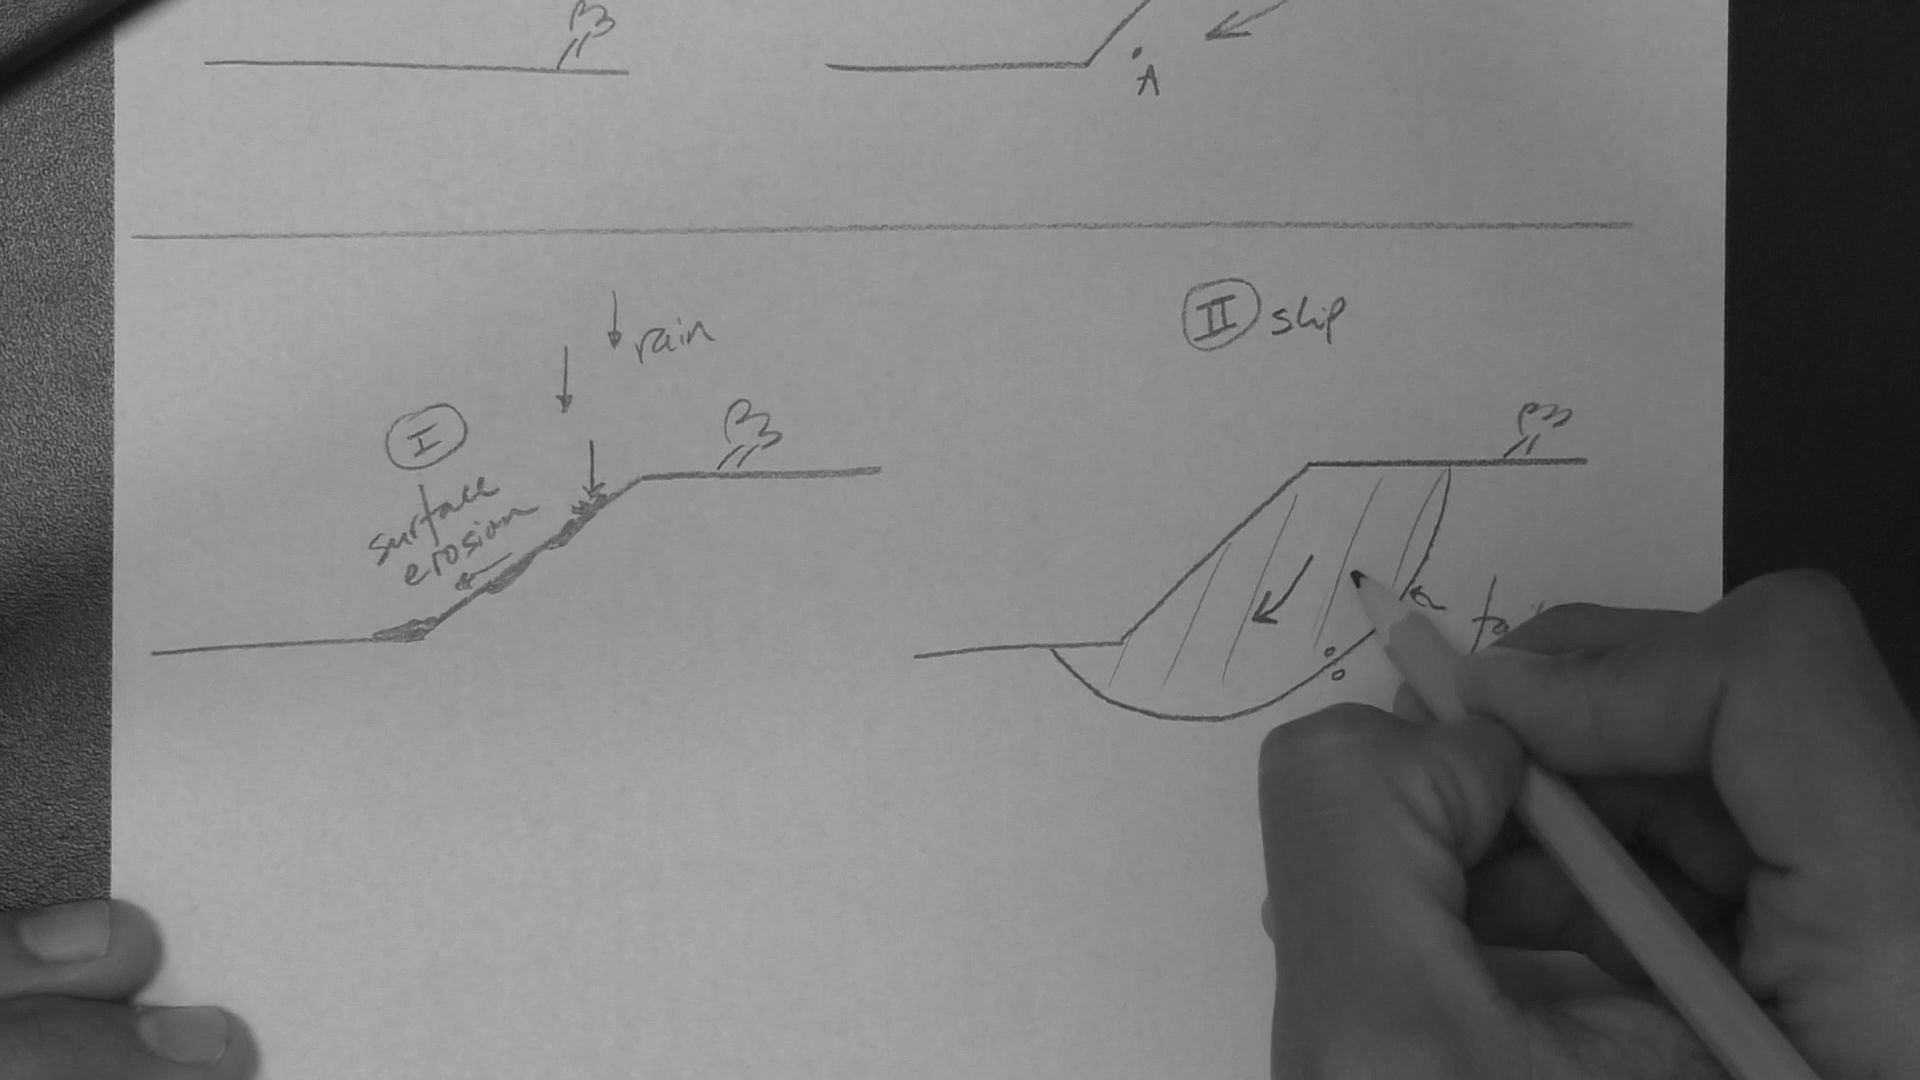 A
II slip
rain
I
surface
erosion